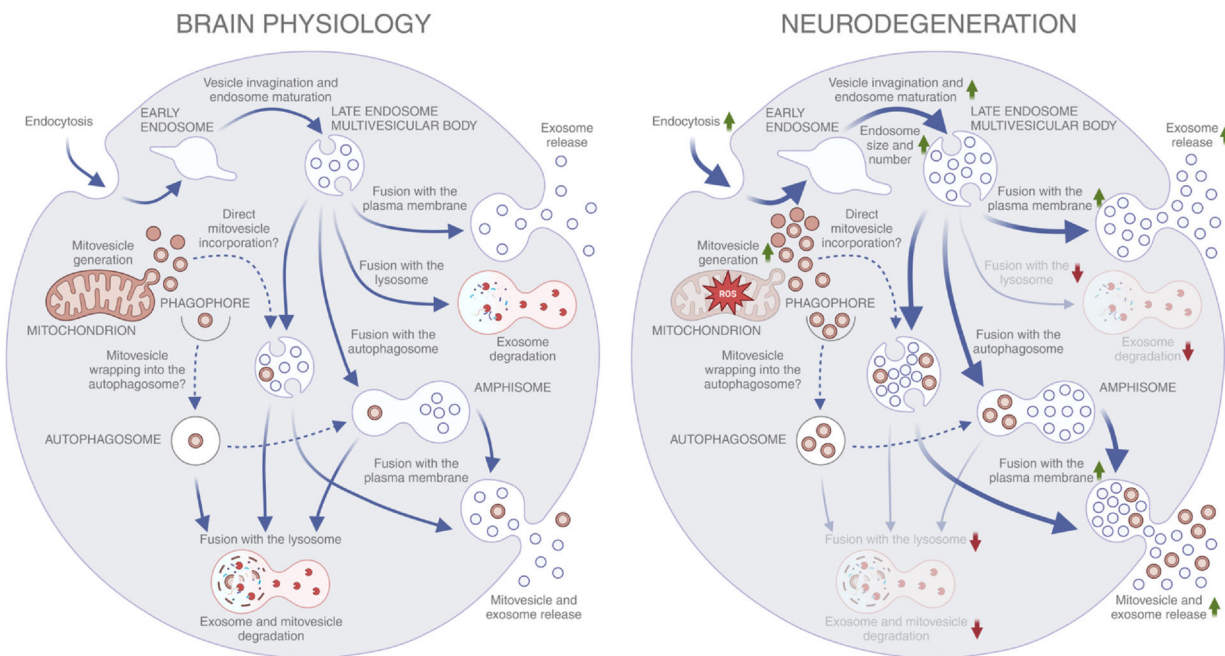 BRAIN PHYSIOLOGY
Vesicle invagination and
endosome maturation
EARLY
ENDOSOME
LATE ENDOSOME
MULTIVESICULAR BODY
Endocytosis
Exosome
release
Fusion with the
plasma membrane
Direct
mitovesicle
incorporation?
Mitovesicle
generation
Fusion with the
lysosome
PHAGOPHORE
MITOCHONDRION
Exosome
degradation
Fusion with the
autophagosome
Mitovesicle
wrapping into the
autophagosome?
AMPHISOME
AUTOPHAGOSOME
Fusion with the
plasma membrane
Fusion with the lysosome
Mitovesicle and
exosome release
Exosome and mitovesicle
degradation
NEURODEGENERATION
Vesicle invagination and
endosome maturation
EARLY
ENDOSOME
LATE ENDOSOME
MULTIVESICULAR BODY
Endocytosis
Endosome
size and
number
Exosome
release
Fusion with the
plasma membrane
Direct
mitovesicle
incorporation?
Mitovesicle
generation
Fusion with the
lysosome
ROS
PHAGOPHORE
MITOCHONDRION
Exosome
degradation
Fusion with the
autophagosome
Mitovesicle
wrapping into the
autophagosome?
AMPHISOME
AUTOPHAGOSOME
Fusion with the
plasma membrane
Fusion with the lysosome
Mitovesicle and
exosome release
Exosome and mitovesicle
degradation